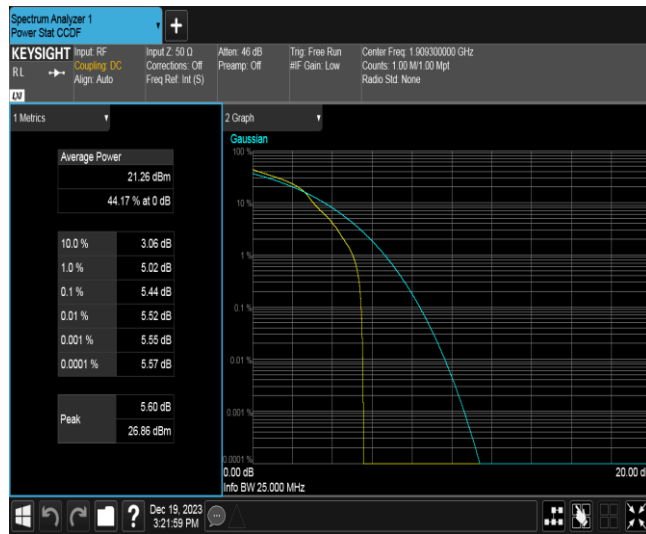 Spectrum Analyzer 1
Power Stat CCDF
+
KEYSIGHT
RL
LXI
Input: RF
Coupling: DC
Align: Auto
Input Z: 50 Ω
Corrections: Off
Freq Ref: Int (S)
Atten: 46 dB
Preamp: Off
Trig: Free Run
#IF Gain: Low
Center Freq: 1.909300000 GHz
Counts: 1.00 M/1.00 Mpt
Radio Std: None
1 Metrics
Average Power
21.26 dBm
44.17 % at 0 dB
10.0 % 3.06 dB
1.0 % 5.02 dB
0.1 % 5.44 dB
0.01 % 5.52 dB
0.001 % 5.55 dB
0.0001 % 5.57 dB
Peak
5.60 dB
26.86 dBm
2 Graph
Gaussian
100 %
10 %
1 %
0.1 %
0.01 %
0.001 %
0.0001 %
0.00 dB
20.00 d
Info BW 25.000 MHz
?
Dec 19, 2023
3:21:59 PM